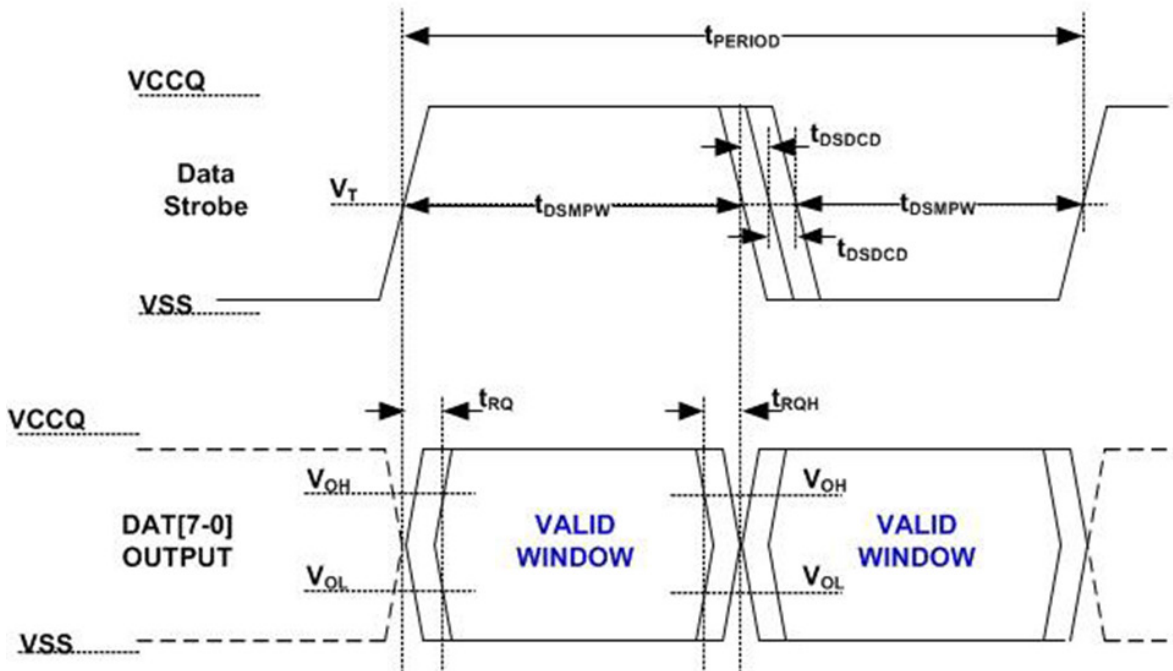 tPERIOD
VCCQ
tDSDCD
Data
Strobe
VT
tDSMPW
tDSMPW
tDSDCD
VSS
tRQ
tRQH
VCCQ
VOH
VOH
DAT[7-0]
OUTPUT
VALID
WINDOW
VALID
WINDOW
VOL
VOL
VSS